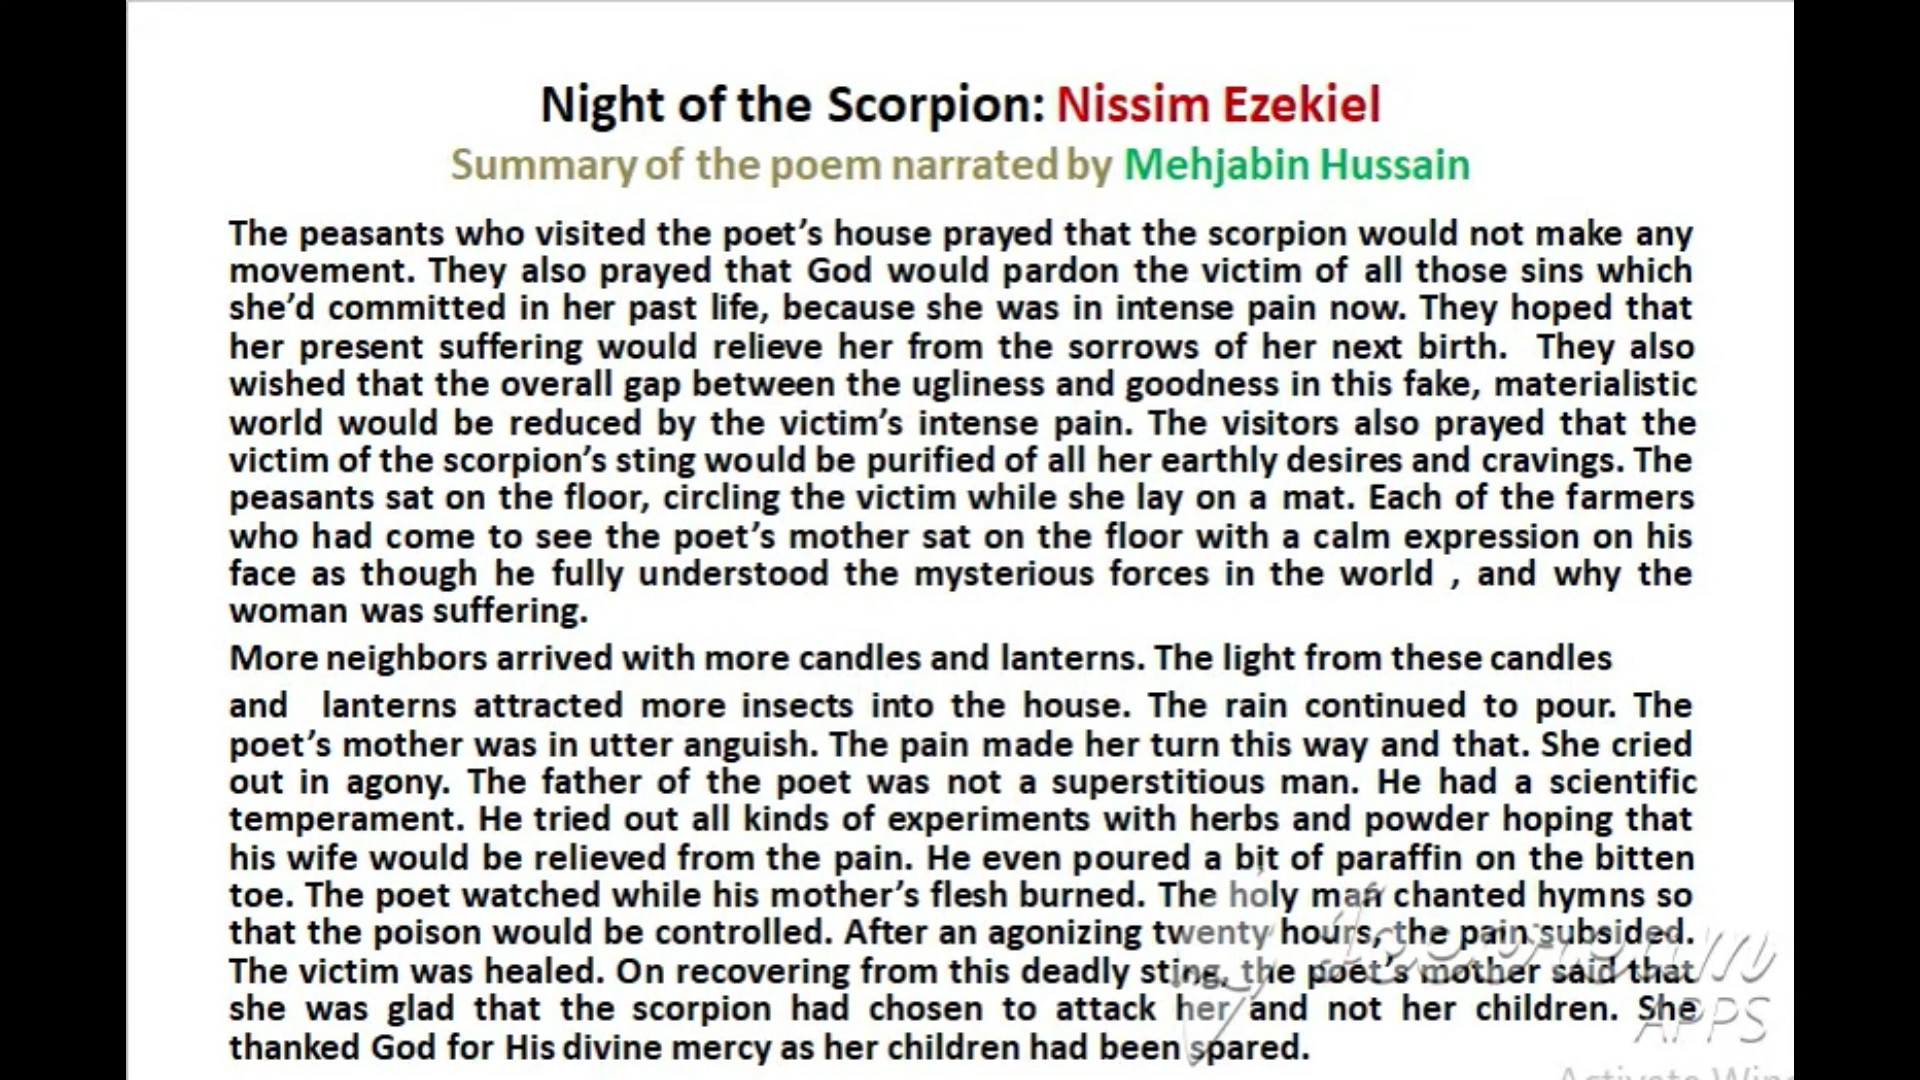 Night of the Scorpion: Nissim Ezekiel
Summary of the poem narrated by Mehjabin Hussain
The peasants who visited the poet's house prayed that the scorpion would not make any
movement. They also prayed that God would pardon the victim of all those sins which
she'd committed in her past life, because she was in intense pain now. They hoped that
her present suffering would relieve her from the sorrows of her next birth. They also
wished that the overall gap between the ugliness and goodness in this fake, materialistic
world would be reduced by the victim's intense pain. The visitors also prayed that the
victim of the scorpion's sting would be purified of all her earthly desires and cravings. The
peasants sat on the floor, circling the victim while she lay on a mat. Each of the farmers
who had come to see the poet's mother sat on the floor with a calm expression on his
face as though he fully understood the mysterious forces in the world , and why the
woman was suffering.
More neighbors arrived with more candles and lanterns. The light from these candles
and lanterns attracted more insects into the house. The rain continued to pour. The
poet's mother was in utter anguish. The pain made her turn this way and that. She cried
out in agony. The father of the poet was not a superstitious man. He had a scientific
temperament. He tried out all kinds of experiments with herbs and powder hoping that
his wife would be relieved from the pain. He even poured a bit of paraffin on the bitten
toe. The poet watched while his mother's flesh burned. The holy man chanted hymns so
that the poison would be controlled. After an agonizing twenty hours, the pain subsided.
The victim was healed. On recovering from this deadly sting, the poet's mother said that
she was glad that the scorpion had chosen to attack her and not her children. She
thanked God for His divine mercy as her children had been spared.
APPS